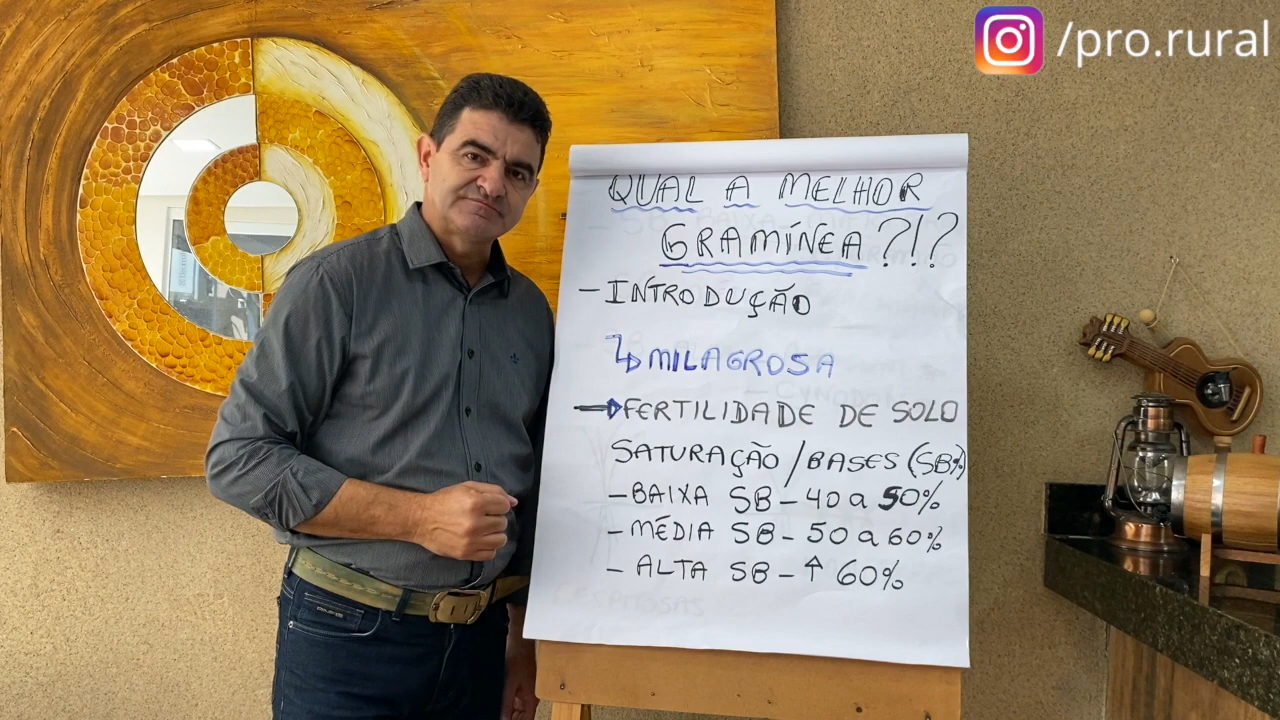 /pro.rural
QUAL A MELHOR
GRAMÍNEA?!?
- INTRODUÇÃO
↳ MILAGROSA
→ FERTILIDADE DE SOLO
SATURAÇÃO/BASES (SB%)
- BAIXA SB - 40 a 50%
- MÉDIA SB - 50 a 60%
- ALTA SB - ↑ 60%